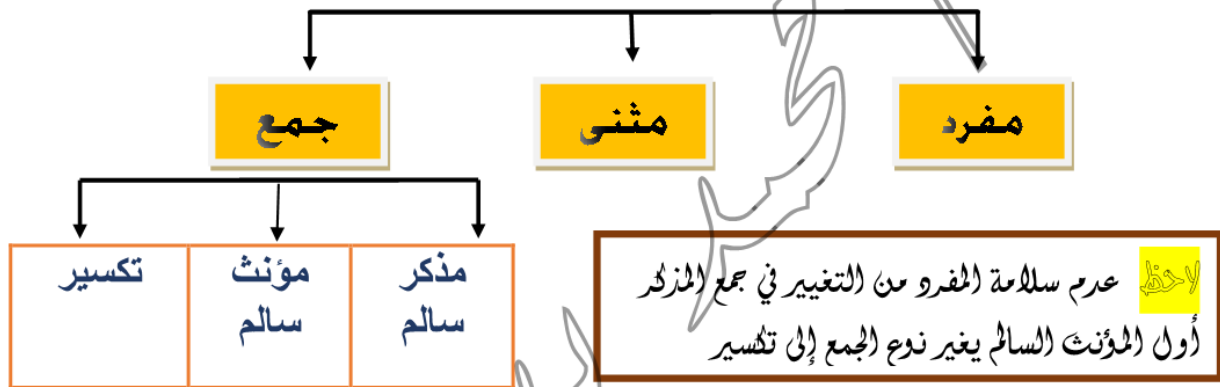 مفرد
مثنى
جمع
مذكر
سالم
مؤنث
سالم
تكسير
لاحظ عدم سلامة المفرد من التغيير في جمع المذكر
أول المؤنث السالم يغير نوع الجمع إلى تكسير